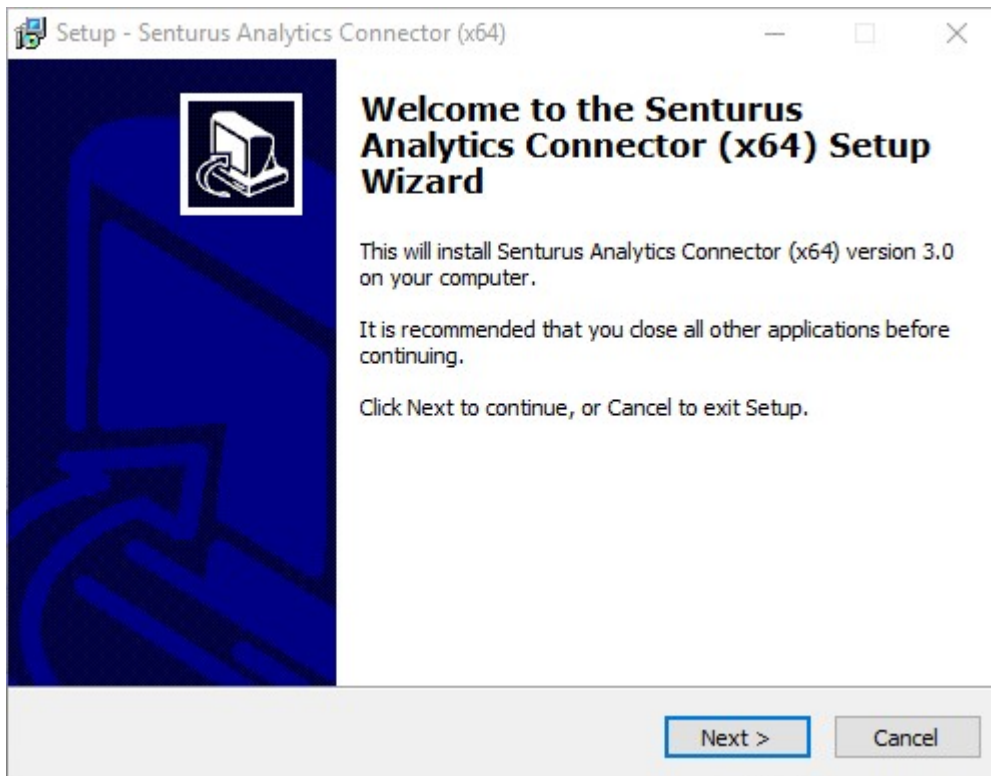 Setup - Senturus Analytics Connector (x64)
Welcome to the Senturus
Analytics Connector (x64) Setup
Wizard
This will install Senturus Analytics Connector (x64) version 3.0
on your computer.
It is recommended that you close all other applications before
continuing.
Click Next to continue, or Cancel to exit Setup.
Next >
Cancel